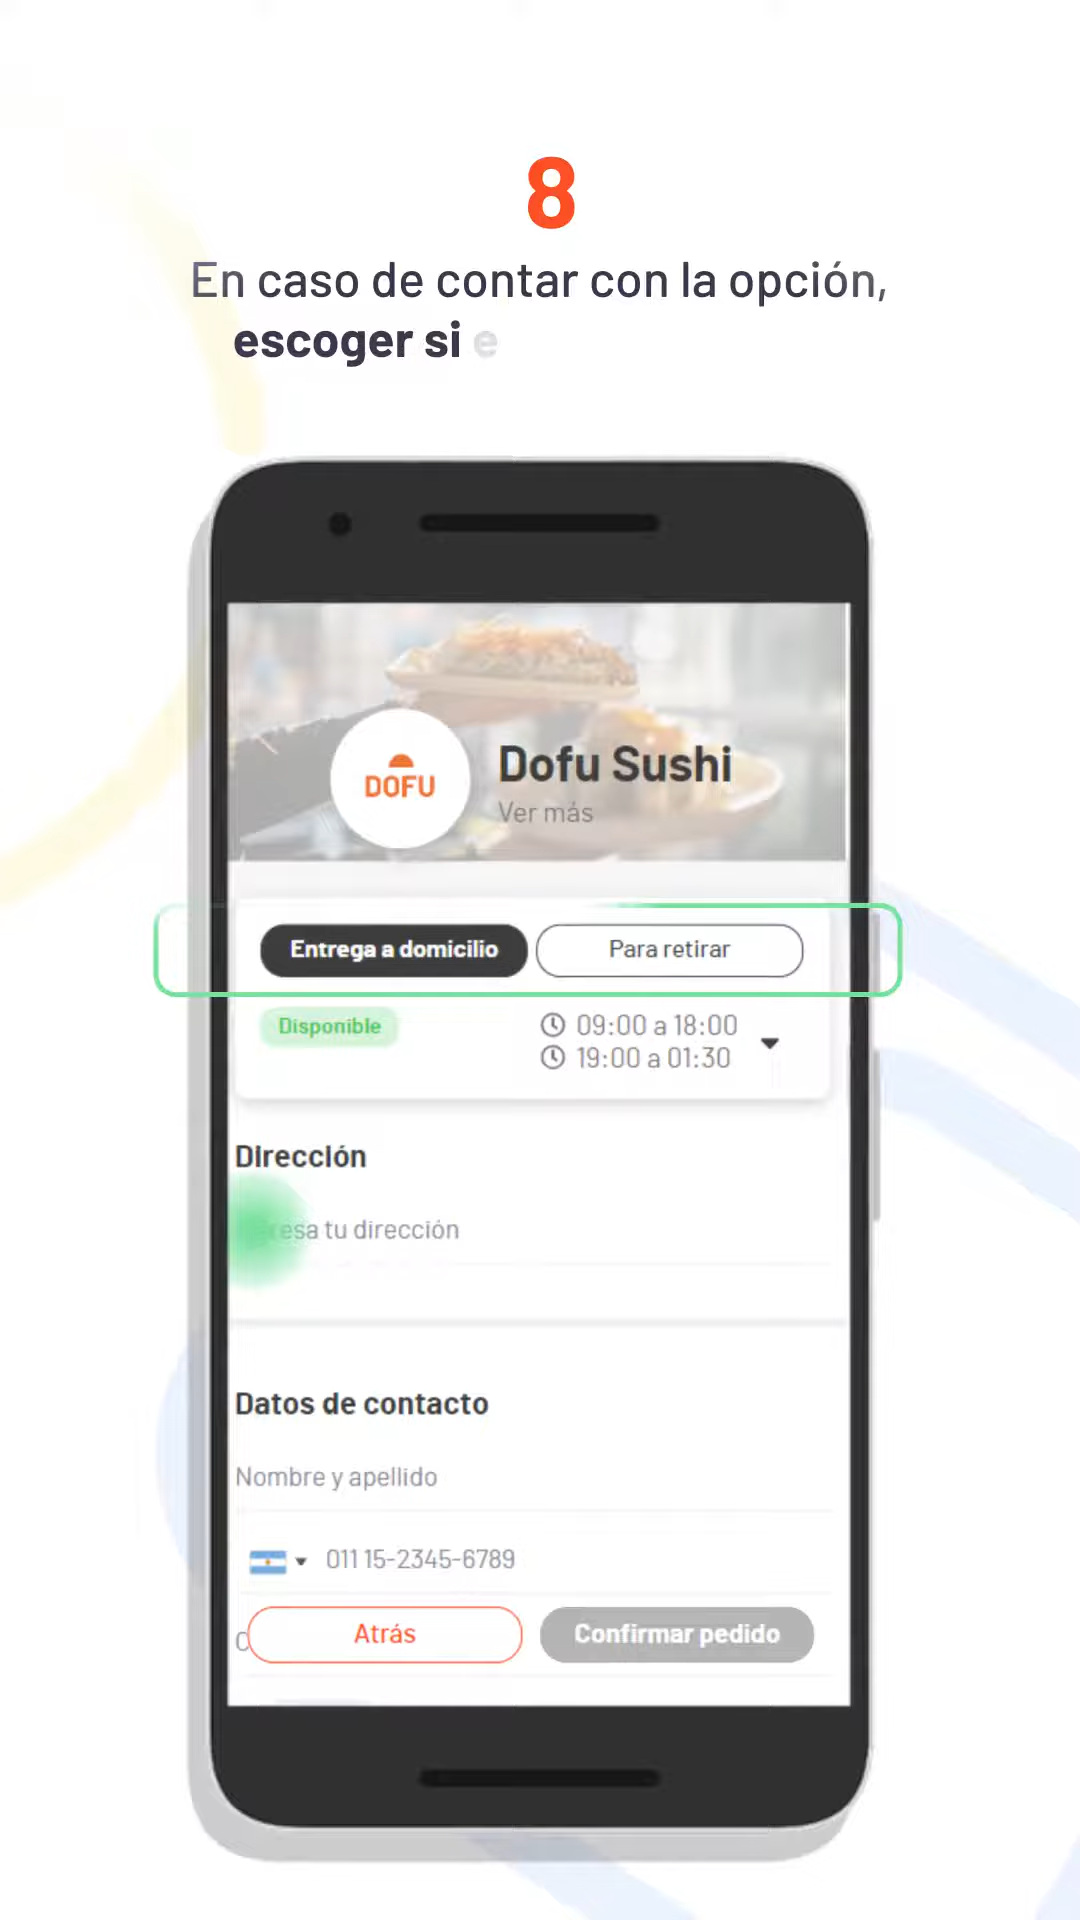 8
En caso de contar con la opción,
escoger si e
DOFU
Dofu Sushi
Ver más
Entrega a domicilio
Para retirar
Disponible
09:00 a 18:00
19:00 a 01:30
Dirección
resa tu dirección
Datos de contacto
Nombre y apellido
011 15-2345-6789
Atrás
Confirmar pedido